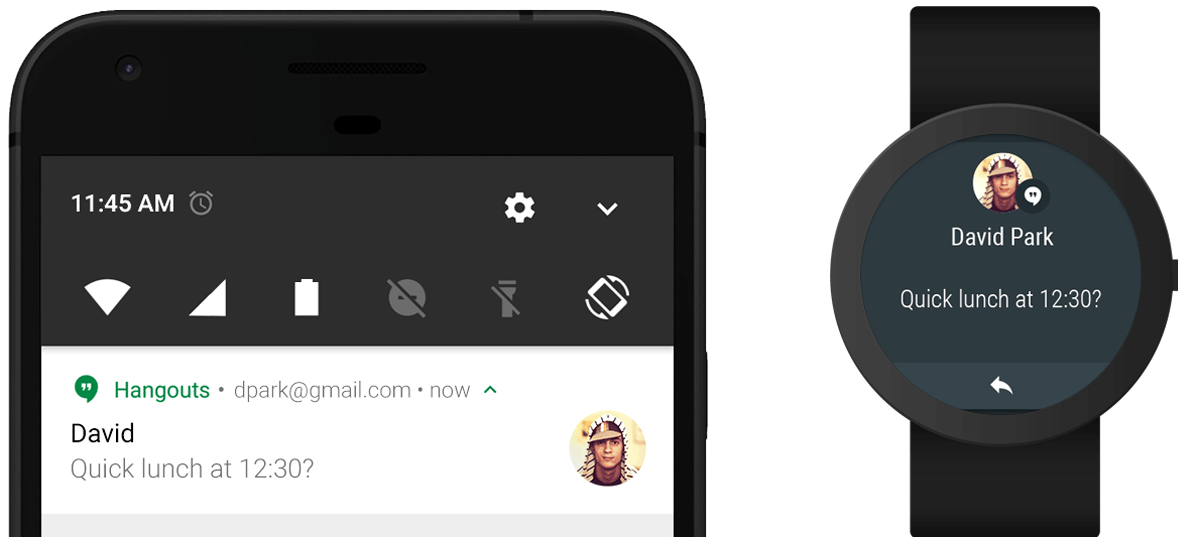 11:45 AM
Hangouts • dpark@gmail.com • now
David
Quick lunch at 12:30?
David Park
Quick lunch at 12:30?